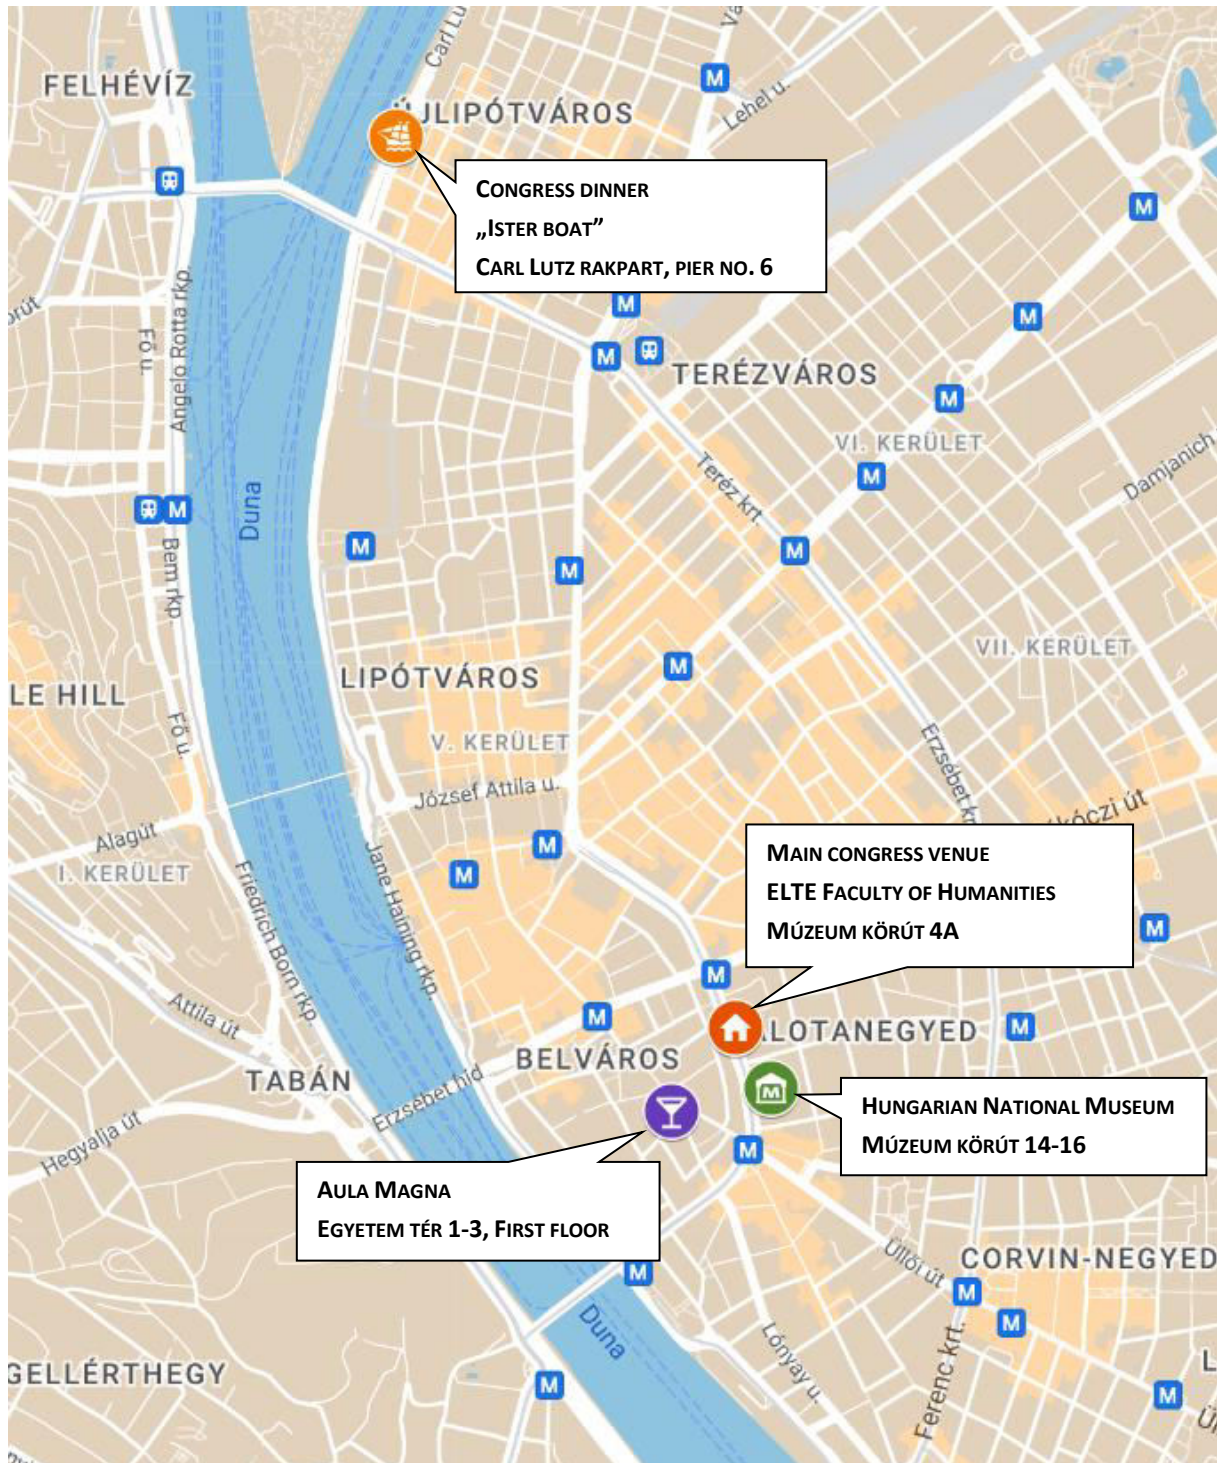 Carl Lu
Vá
FELHÉVÍZ
M
ÚJLIPÓTVÁROS
Lehel u.
CONGRESS DINNER
„ISTER BOAT”
CARL LUTZ RAKPART, PIER NO. 6
M
Angelo Rotta rkp.
M
M
Fő u.
M
TERÉZVÁROS
M
VI. KERÜLET
Teréz krt.
M
Damjanich
Duna
M
Bem rkp.
M
M
M
VII. KERÜLET
M
LIPÓTVÁROS
LE HILL
Fő u.
V. KERÜLET
Erzsébet kr
József Attila u.
kóczi út
Alagút
I. KERÜLET
M
M
MAIN CONGRESS VENUE
ELTE FACULTY OF HUMANITIES
MÚZEUM KÖRÚT 4A
Friedrich Born rkp.
Jane Haining rkp.
M
M
Attila út
M
M
LOTANEGYED
BELVÁROS
TABÁN
Erzsébet híd
M
HUNGARIAN NATIONAL MUSEUM
MÚZEUM KÖRÚT 14-16
Hegyalja út
M
AULA MAGNA
EGYETEM TÉR 1-3, FIRST FLOOR
Üllői út
CORVIN-NEGYED
M
M
M
Duna
Lónyay u.
Ferenc krt.
GELLÉRTHEGY
L
M
M
Ü